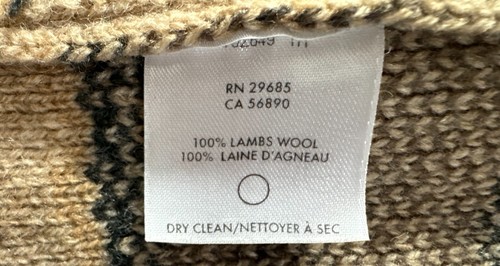 RN 29685
CA 56890
100% LAMBS WOOL
100% LAINE D'AGNEAU
DRY CLEAN/NETTOYER À SEC